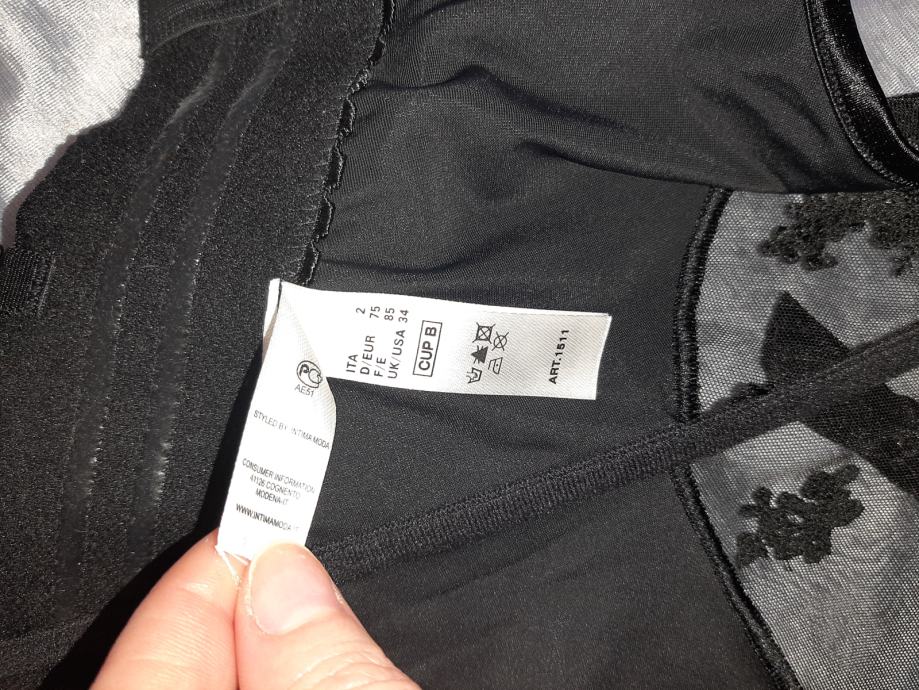 ITA 2
D/EUR 75
F/E 85
UK/USA 34
CUP B
ART.1511
AE51
STYLED BY INTIMA MODA
CONSUMER INFORMATION
41126 COGNENTO
MODENA-IT
WWW.INTIMAMODA